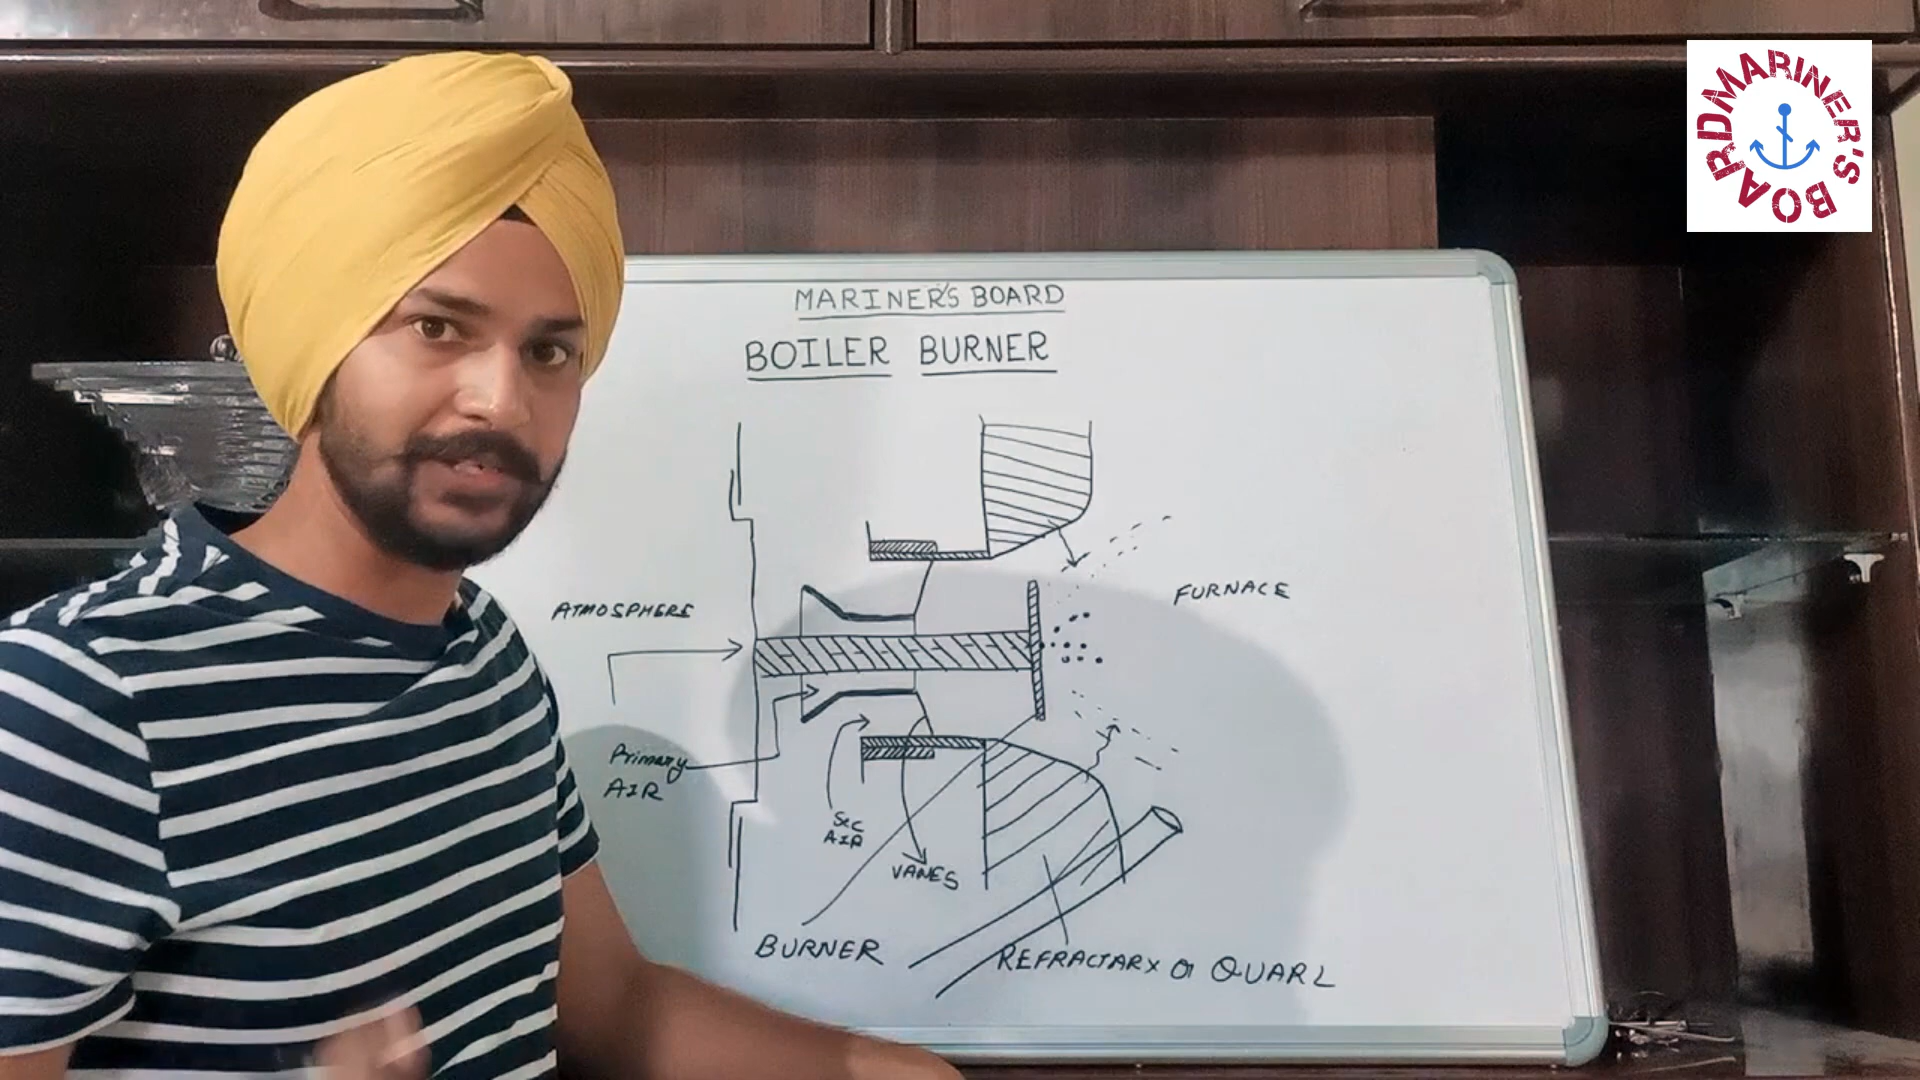 MARINER'S BOARD
MARINER'S BOARD
BOILER BURNER
ATMOSPHERE
FURNACE
Primary
AIR
SEC
AIR
VANES
BURNER
REFRACTARY or QUARL